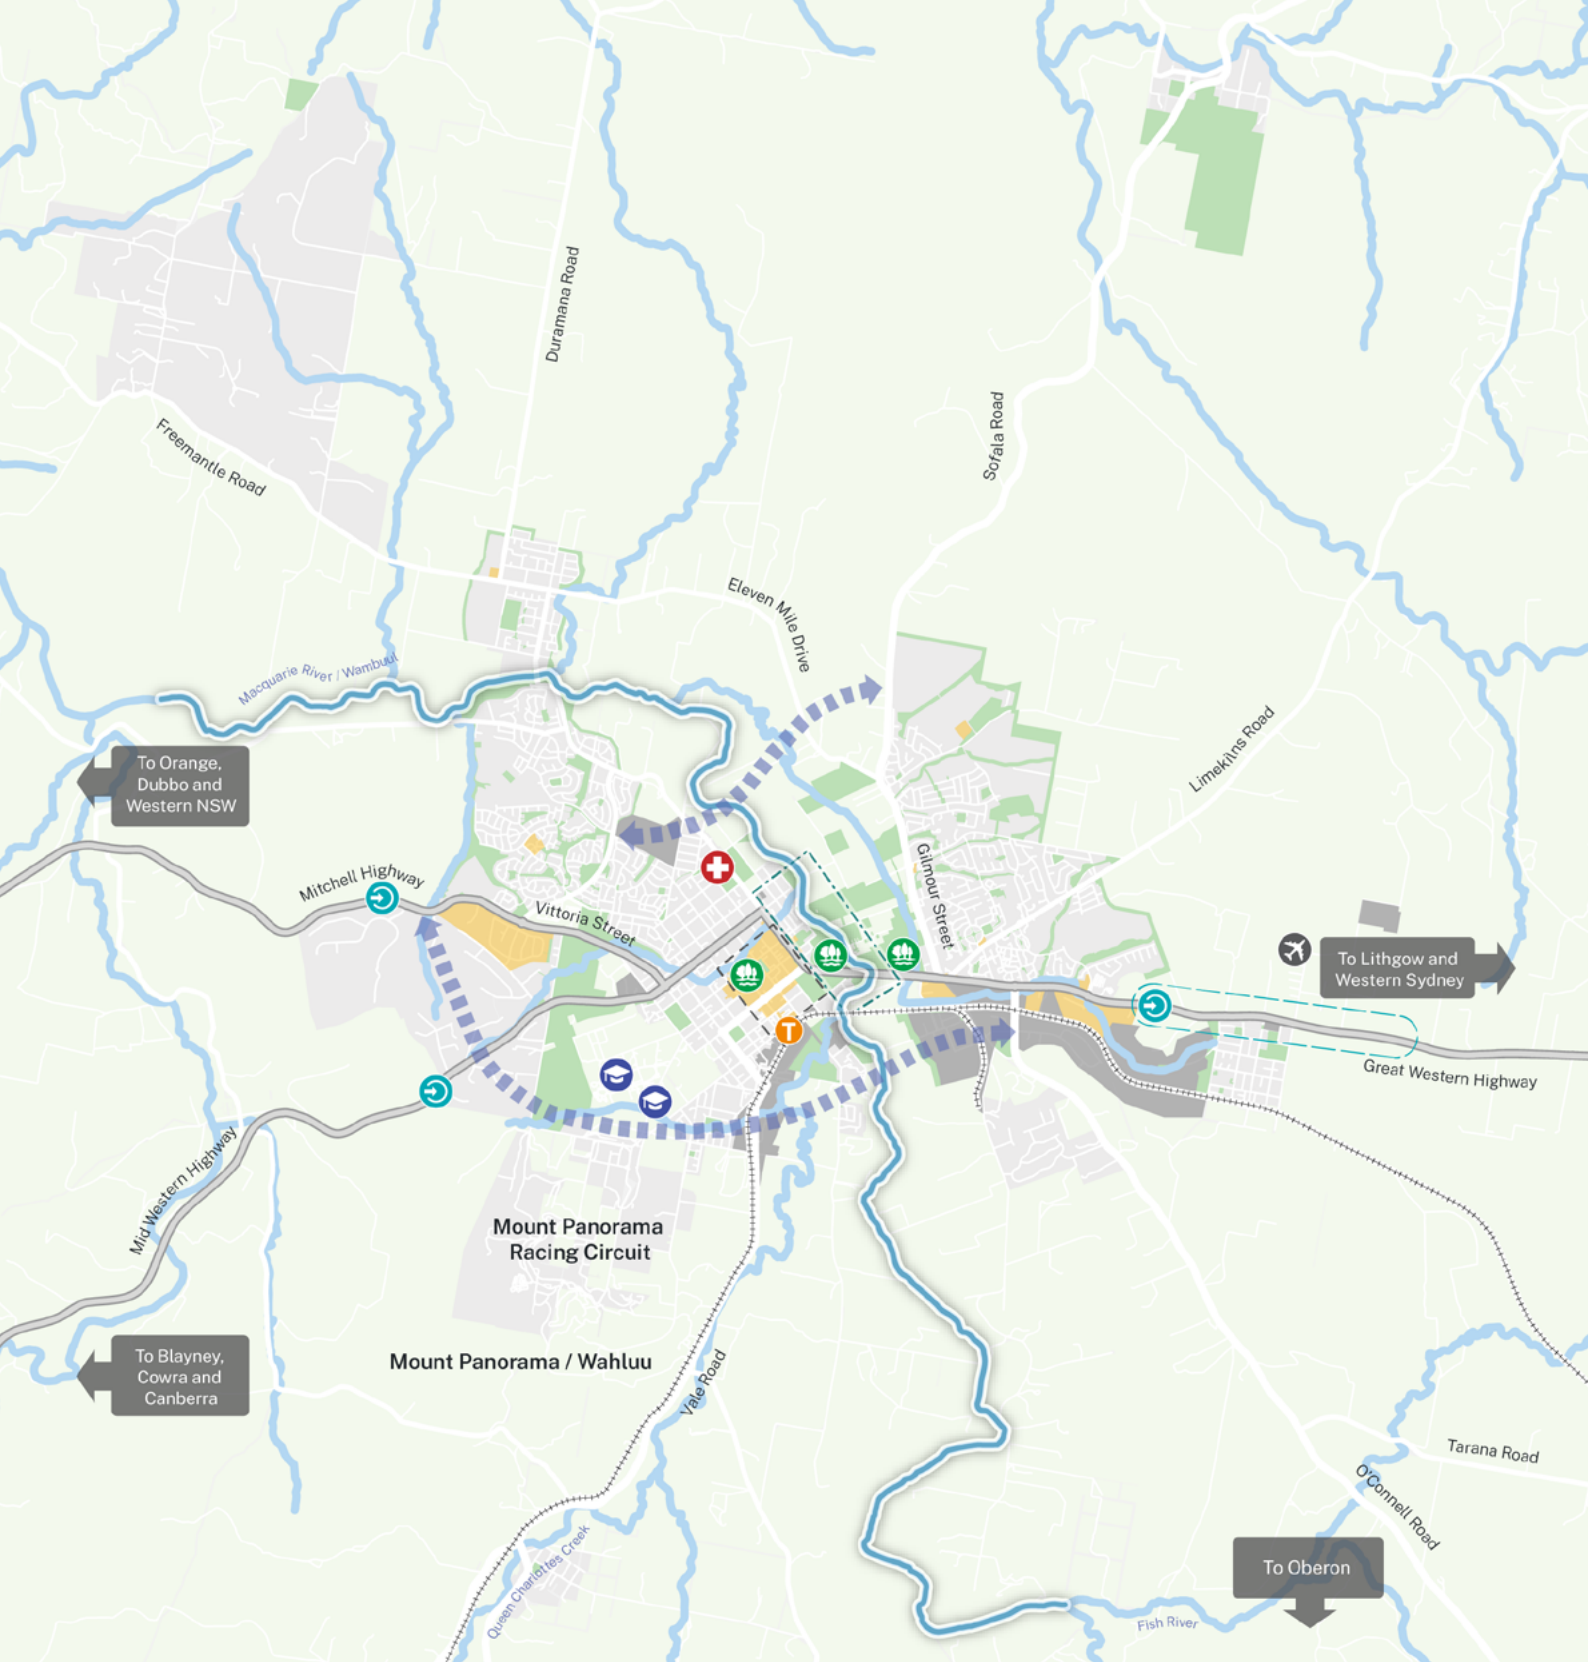 Duramana Road
Sofala Road
Freemantle Road
Eleven Mile Drive
Macquarie River / Wambuul
Limekilns Road
To Orange,
Dubbo and
Western NSW
Mitchell Highway
Vittoria Street
Gilmour Street
To Lithgow and
Western Sydney
T
Great Western Highway
Mid Western Highway
Mount Panorama
Racing Circuit
Mount Panorama / Wahluu
To Blayney,
Cowra and
Canberra
Vale Road
Tarana Road
O'Connell Road
Queen Charlottes Creek
To Oberon
Fish River